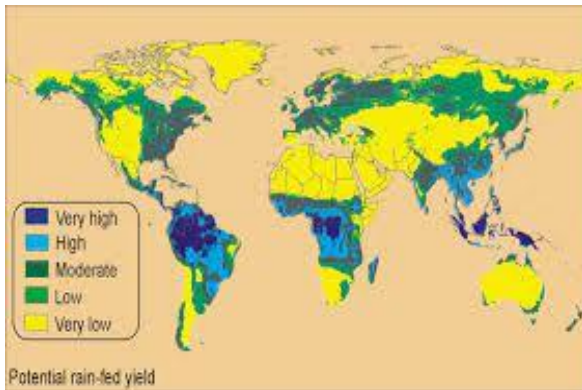 Very high
High
Moderate
Low
Very low
Potential rain-fed yield